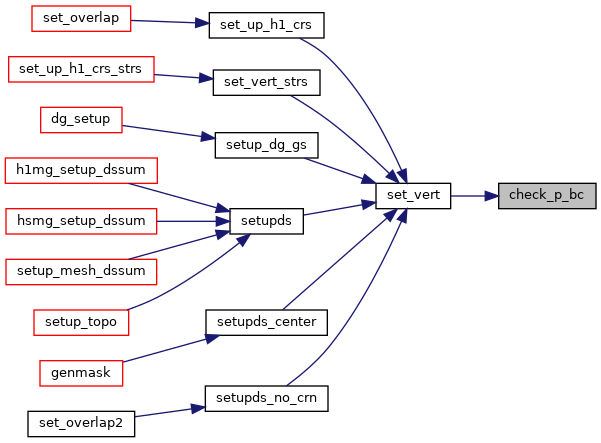 set_overlap
set_up_h1_crs
set_up_h1_crs_strs
set_vert_strs
dg_setup
setup_dg_gs
h1mg_setup_dssum
set_vert
check_p_bc
hsmg_setup_dssum
setupds
setup_mesh_dssum
setup_topo
setupds_center
genmask
setupds_no_crn
set_overlap2